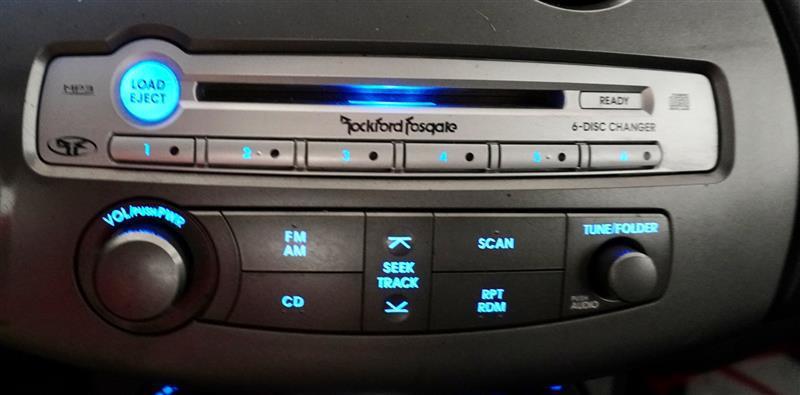 LOAD
EJECT
READY
Rockford Fosgate
6-DISC CHANGER
1 2 3 4 5 6
VOL/PUSH PWR
FM
AM
SCAN
TUNE/FOLDER
SEEK
TRACK
CD
RPT
RDM
PUSH
AUDIO